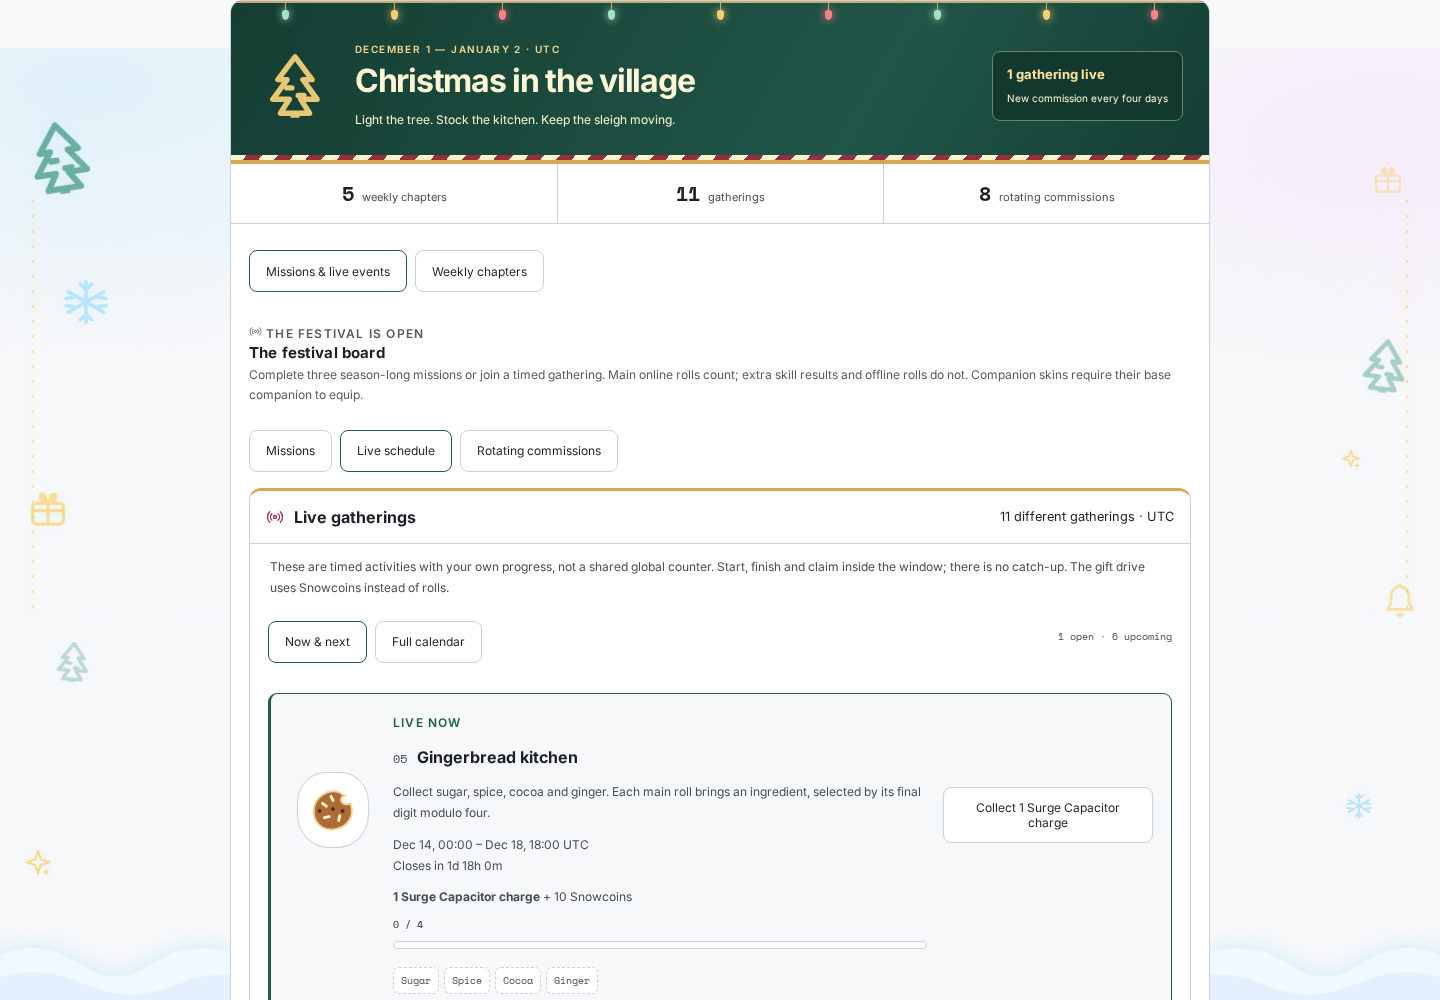 DECEMBER 1 — JANUARY 2 · UTC
Christmas in the village
Light the tree. Stock the kitchen. Keep the sleigh moving.
1 gathering live
New commission every four days
5 weekly chapters
11 gatherings
8 rotating commissions
Missions & live events
Weekly chapters
THE FESTIVAL IS OPEN
The festival board
Complete three season-long missions or join a timed gathering. Main online rolls count; extra skill results and offline rolls do not. Companion skins require their base
companion to equip.
Missions
Live schedule
Rotating commissions
Live gatherings
11 different gatherings · UTC
These are timed activities with your own progress, not a shared global counter. Start, finish and claim inside the window; there is no catch-up. The gift drive
uses Snowcoins instead of rolls.
Now & next
Full calendar
1 open · 6 upcoming
LIVE NOW
05 Gingerbread kitchen
Collect sugar, spice, cocoa and ginger. Each main roll brings an ingredient, selected by its final
digit modulo four.
Dec 14, 00:00 – Dec 18, 18:00 UTC
Closes in 1d 18h 0m
1 Surge Capacitor charge + 10 Snowcoins
0 / 4
Sugar
Spice
Cocoa
Ginger
Collect 1 Surge Capacitor
charge